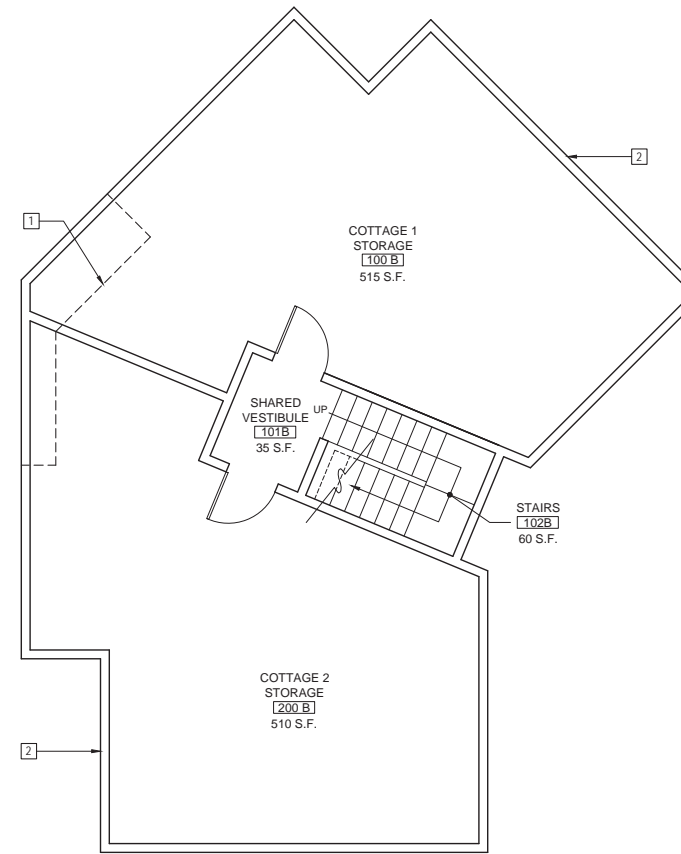 2
1
COTTAGE 1
STORAGE
100 B
515 S.F.
SHARED
VESTIBULE
101B
35 S.F.
UP
STAIRS
102B
60 S.F.
COTTAGE 2
STORAGE
200 B
510 S.F.
2